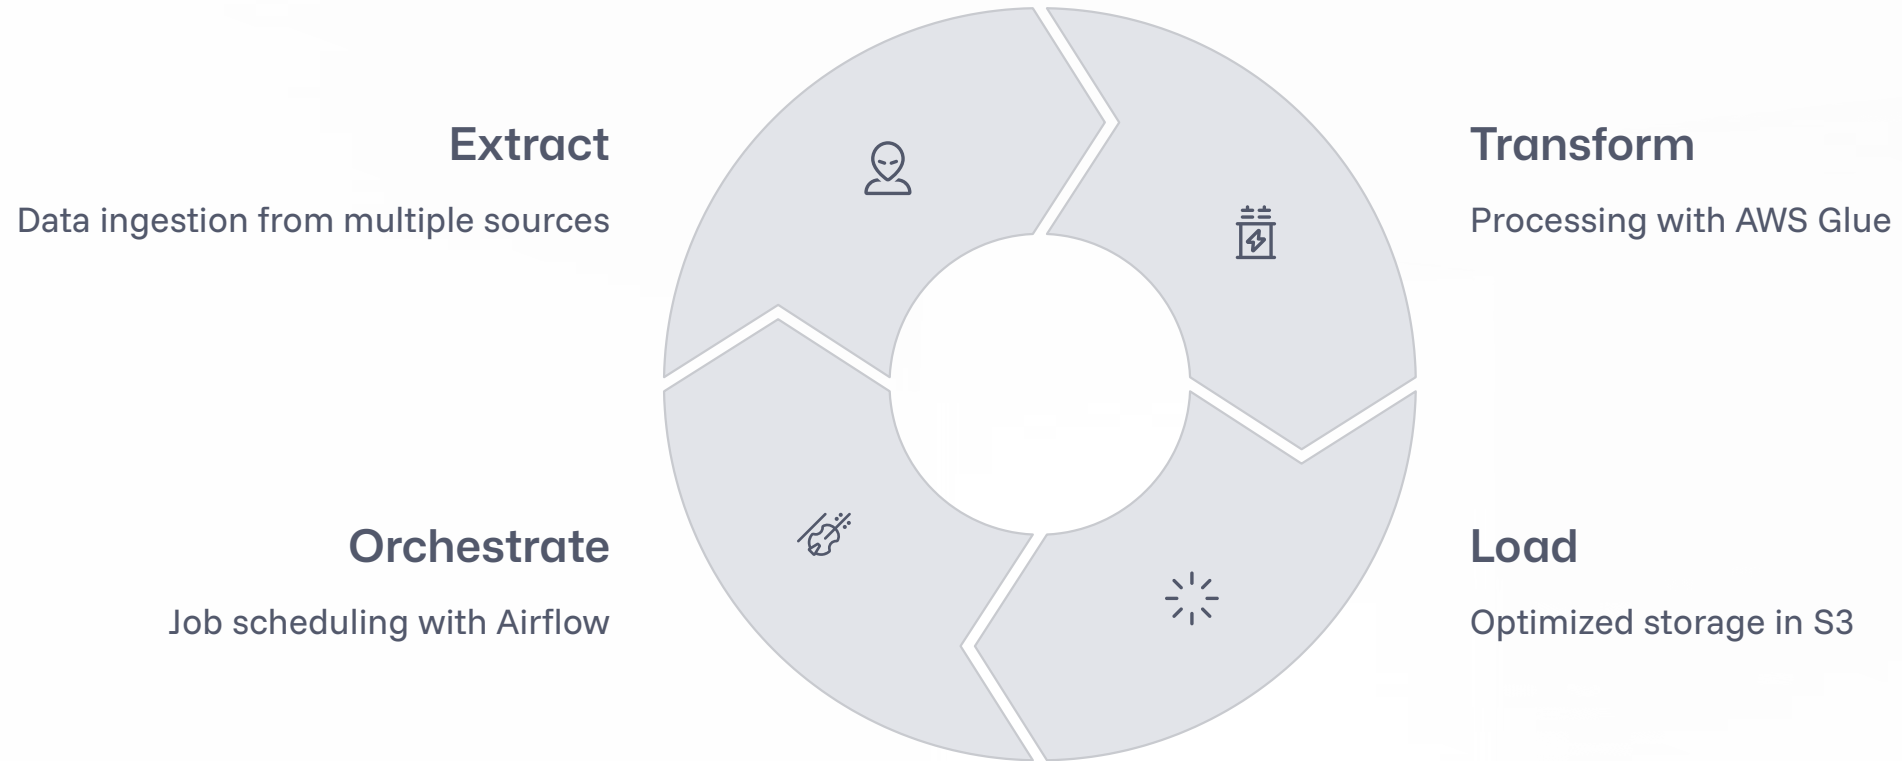 Extract
Data ingestion from multiple sources
Transform
Processing with AWS Glue
Orchestrate
Job scheduling with Airflow
Load
Optimized storage in S3